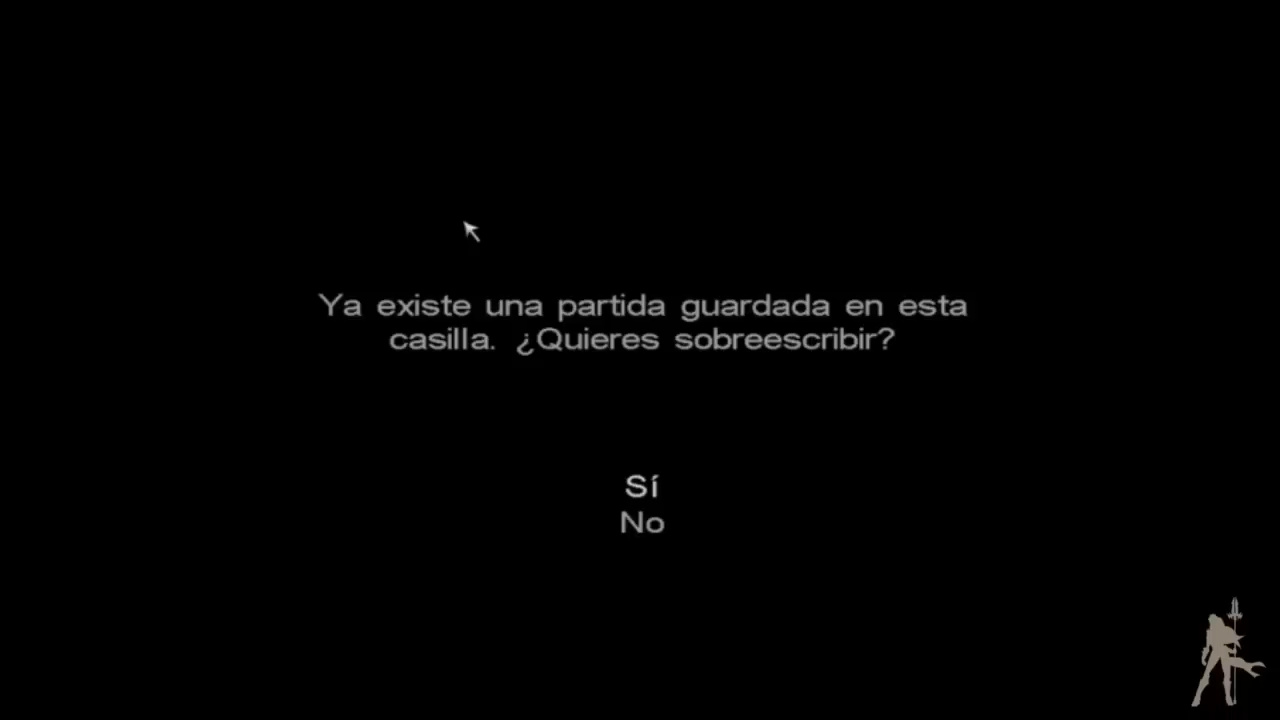 Ya existe una partida guardada en esta
casilla. ¿Quieres sobreescribir?
Sí
No